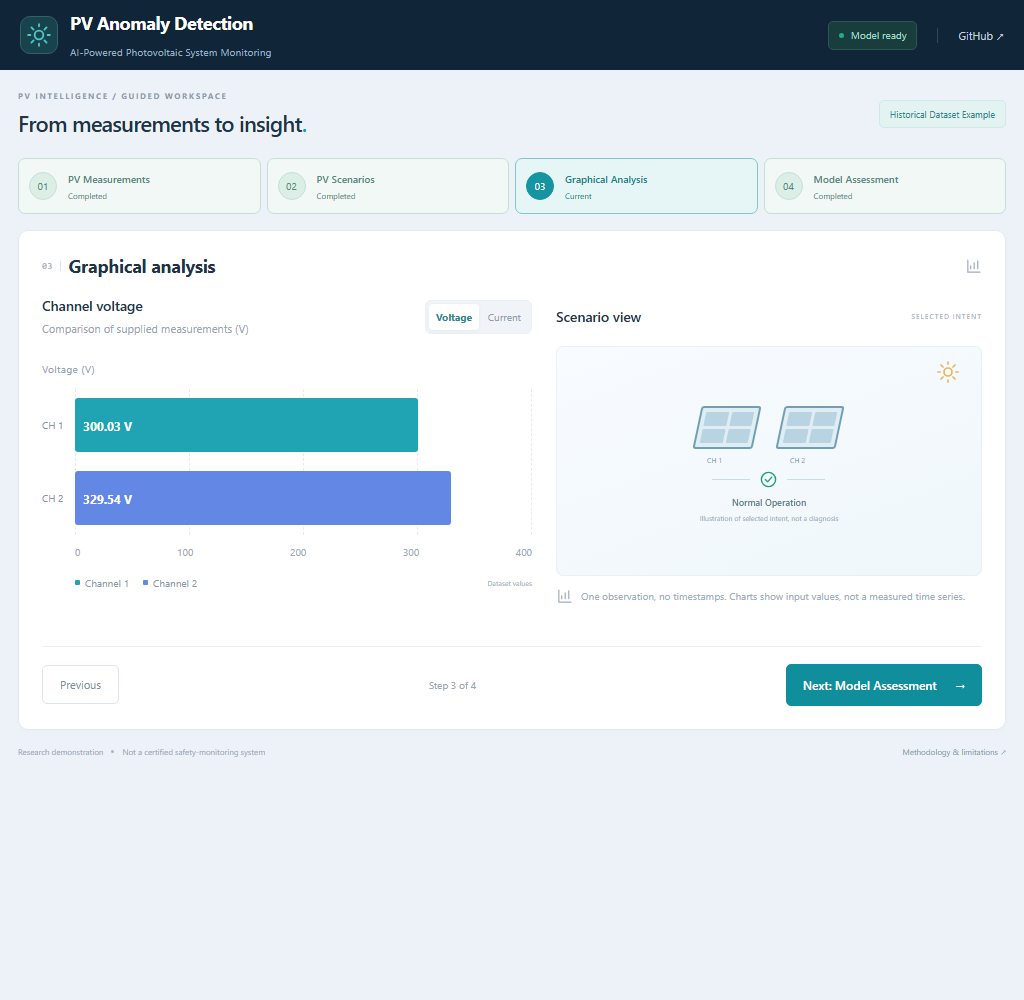 PV Anomaly Detection
AI-Powered Photovoltaic System Monitoring
Model ready
GitHub ↗
PV INTELLIGENCE / GUIDED WORKSPACE
From measurements to insight.
Historical Dataset Example
01 PV Measurements
Completed
02 PV Scenarios
Completed
03 Graphical Analysis
Current
04 Model Assessment
Completed
03 Graphical analysis
Channel voltage
Comparison of supplied measurements (V)
Voltage Current
Voltage (V)
CH 1 300.03 V
CH 2 329.54 V
0 100 200 300 400
Channel 1 Channel 2 Dataset values
Scenario view
SELECTED INTENT
CH 1 CH 2
Normal Operation
Illustration of selected intent, not a diagnosis
One observation, no timestamps. Charts show input values, not a measured time series.
Previous
Step 3 of 4
Next: Model Assessment →
Research demonstration • Not a certified safety-monitoring system
Methodology & limitations ↗